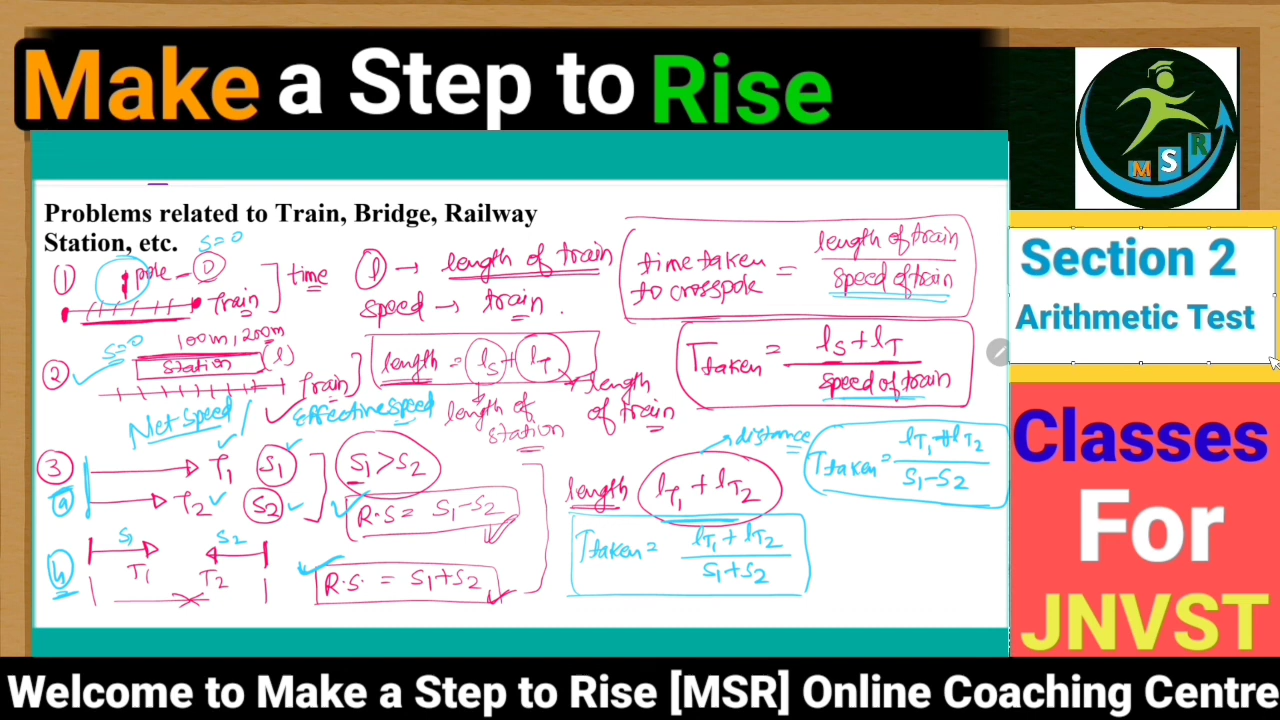 Make a Step to Rise
MSR
Problems related to Train, Bridge, Railway
Station, etc.
S=0
1) pole - 0
Train
time
l → length of train
speed → train.
time taken to cross pole = length of train / speed of train
S=0
100m, 200m
2 Station (l)
Train
length = lS + lT
length of station
length of train
Ttaken = lS + lT / speed of train
Net speed / Effective speed
3
a T1 S1
T2 S2
S1 > S2
R.S = S1 - S2
length lT1 + lT2
distance
Ttaken = lT1 + lT2 / S1 - S2
b S1 S2
T1 T2
R.S. = S1 + S2
Ttaken = lT1 + lT2 / S1 + S2
Section 2
Arithmetic Test
Classes
For
JNVST
Welcome to Make a Step to Rise [MSR] Online Coaching Centre